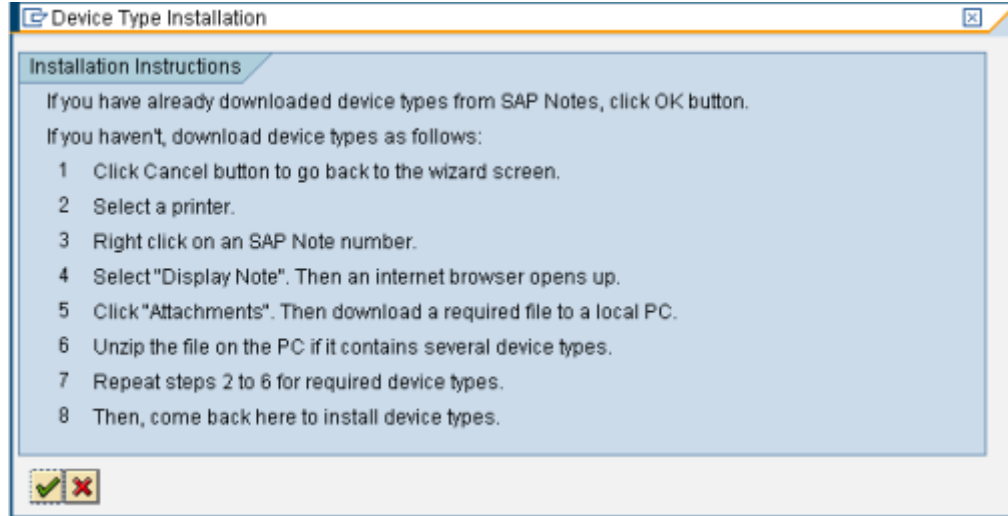 Device Type Installation
Installation Instructions
If you have already downloaded device types from SAP Notes, click OK button.
If you haven't, download device types as follows:
1 Click Cancel button to go back to the wizard screen.
2 Select a printer.
3 Right click on an SAP Note number.
4 Select "Display Note". Then an internet browser opens up.
5 Click "Attachments". Then download a required file to a local PC.
6 Unzip the file on the PC if it contains several device types.
7 Repeat steps 2 to 6 for required device types.
8 Then, come back here to install device types.